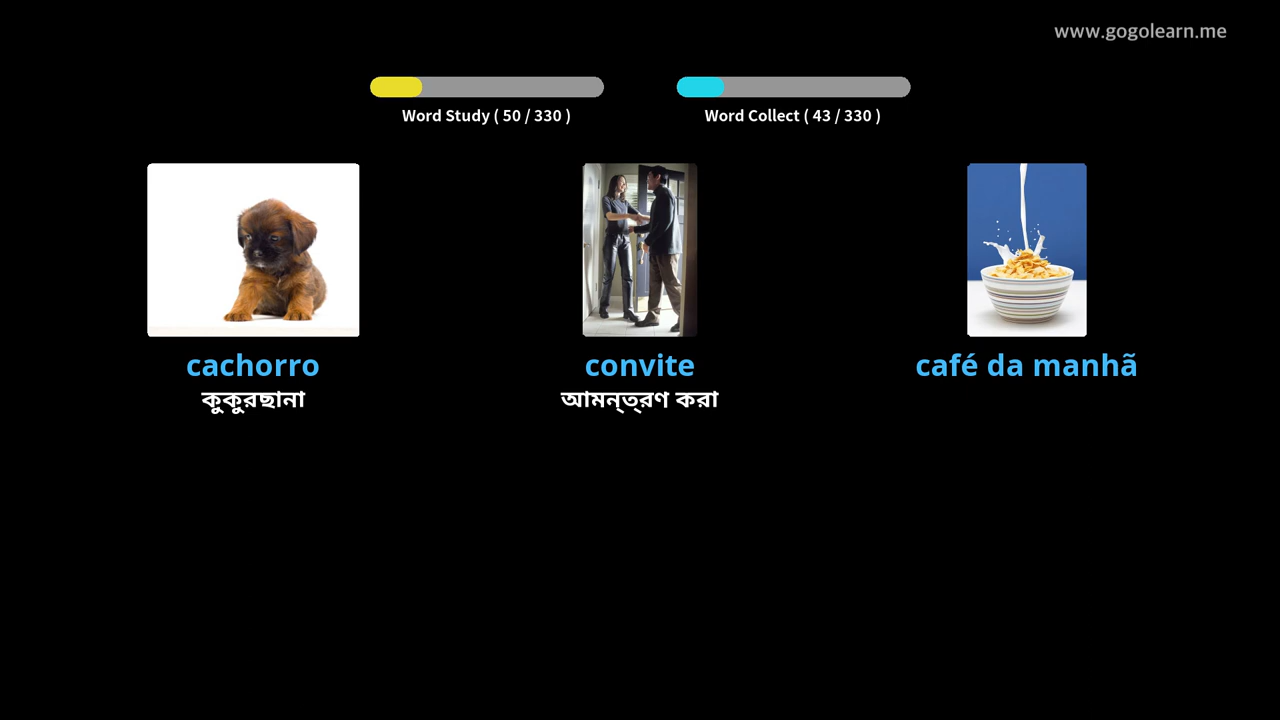 www.gogolearn.me
Word Study ( 50 / 330 )
Word Collect ( 43 / 330 )
cachorro
convite
café da manhã
কুকুরছানা
আমন্ত্রণ করা